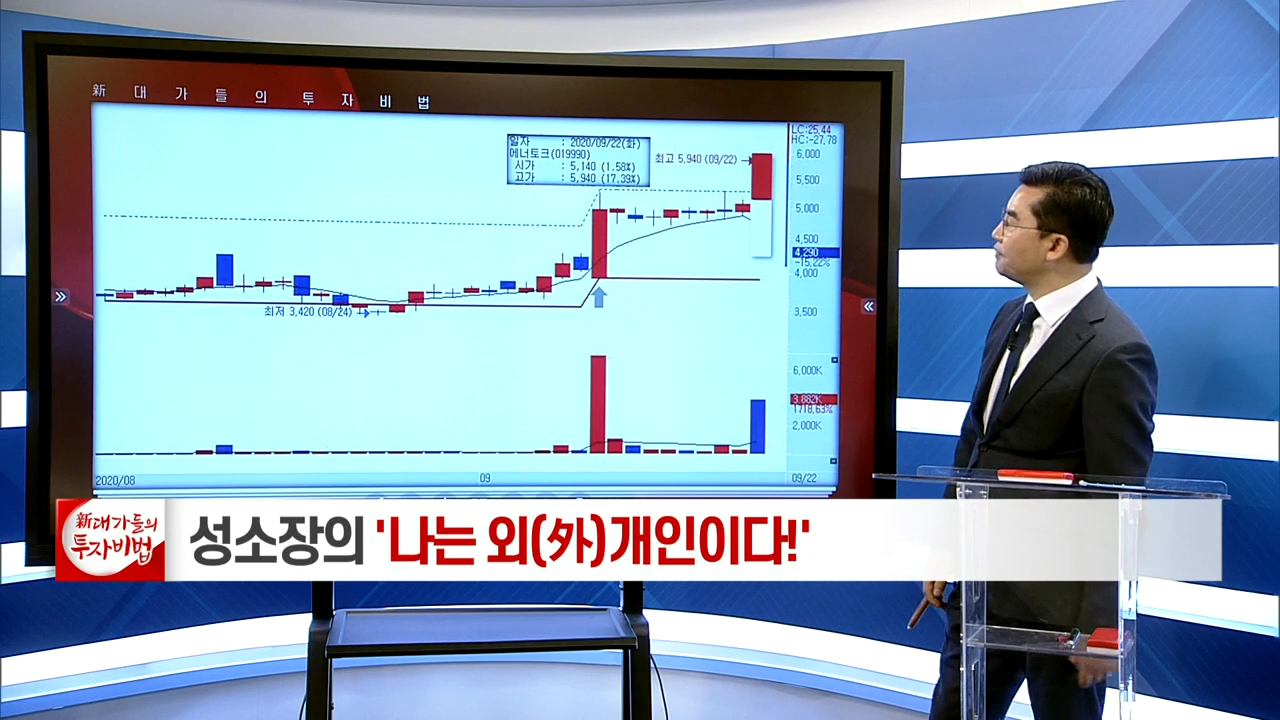 新 대 가 들 의 투 자 비 법
LC:25,44
HC:-27,78
일자 : 2020/09/22(화)
에너토크(019990)
시가 : 5,140 (1.58%)
고가 : 5,940 (17.39%)
최고 5,940 (09/22)
6,000
5,500
5,000
4,500
4,290
-15,22%
4,000
3,500
최저 3,420 (08/24)
6,000K
3,882K
1718,63%
2,000K
2020/08
09
09/22
新대가들의
투자비법
성소장의 '나는 외(外)개인이다!'